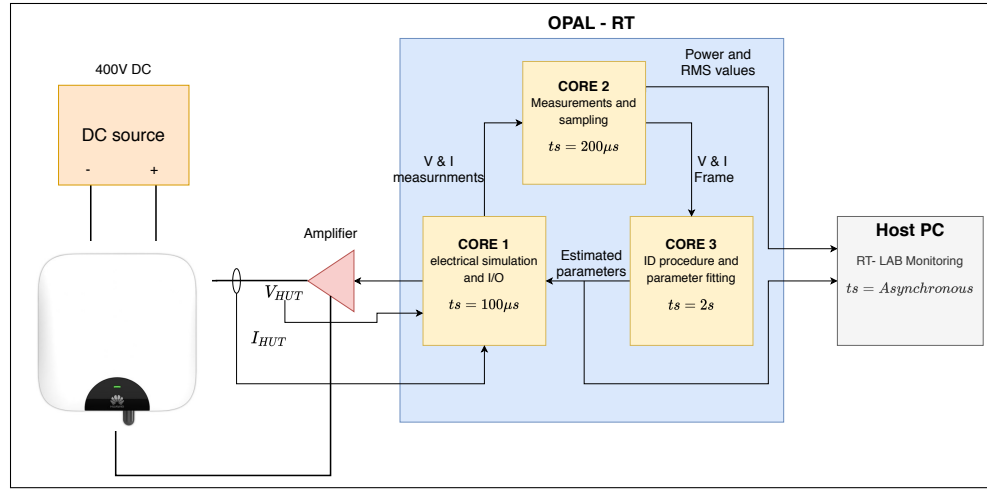 OPAL - RT
400V DC
DC source
- +
Power and
RMS values
CORE 2
Measurements and
sampling
ts = 200μs
V & I
measurnments
V & I
Frame
Amplifier
CORE 1
electrical simulation
and I/O
ts = 100μs
Estimated
parameters
CORE 3
ID procedure and
parameter fitting
ts = 2s
Host PC
RT- LAB Monitoring
ts = Asynchronous
V_HUT
I_HUT